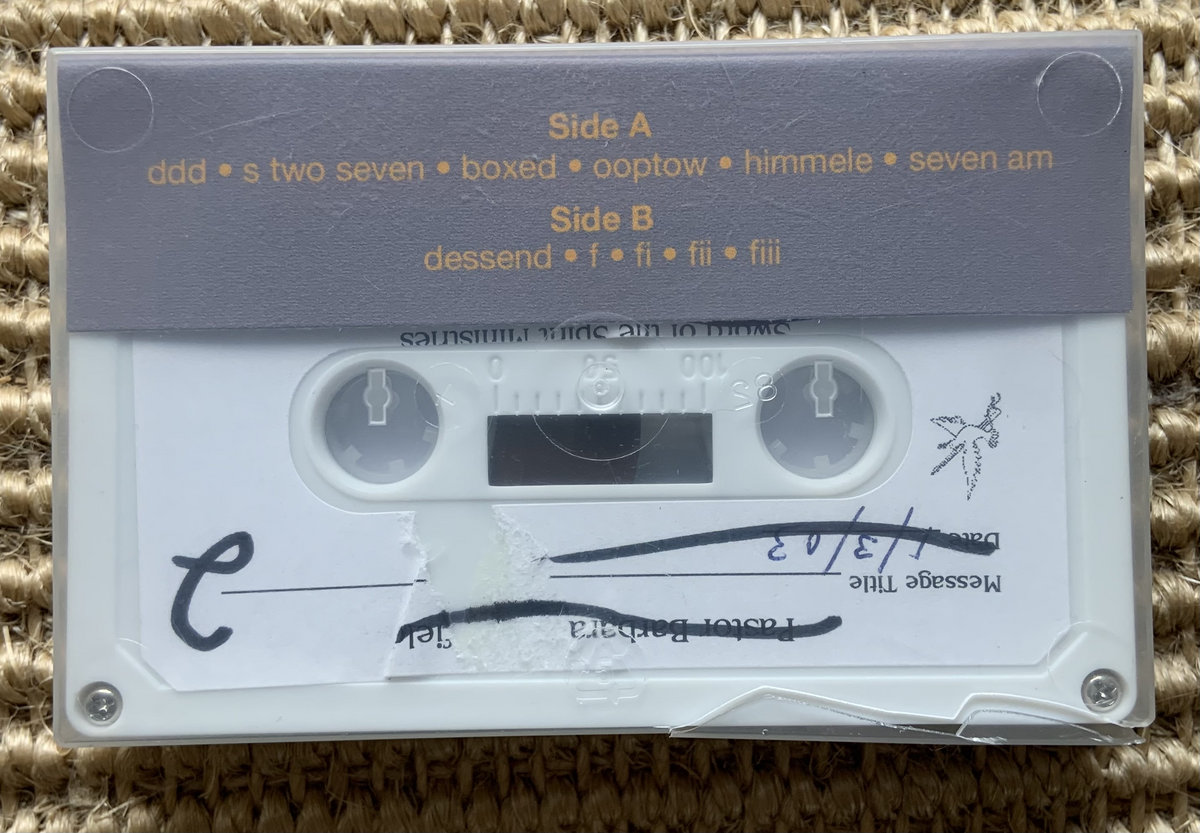 Side A
ddd • s two seven • boxed • ooptow • himmele • seven am
Side B
dessend • f • fi • fii • fiii
Sword of the Spirit Ministries
0 50 100
Date 1/3/03
Message Title
Pastor Barbara